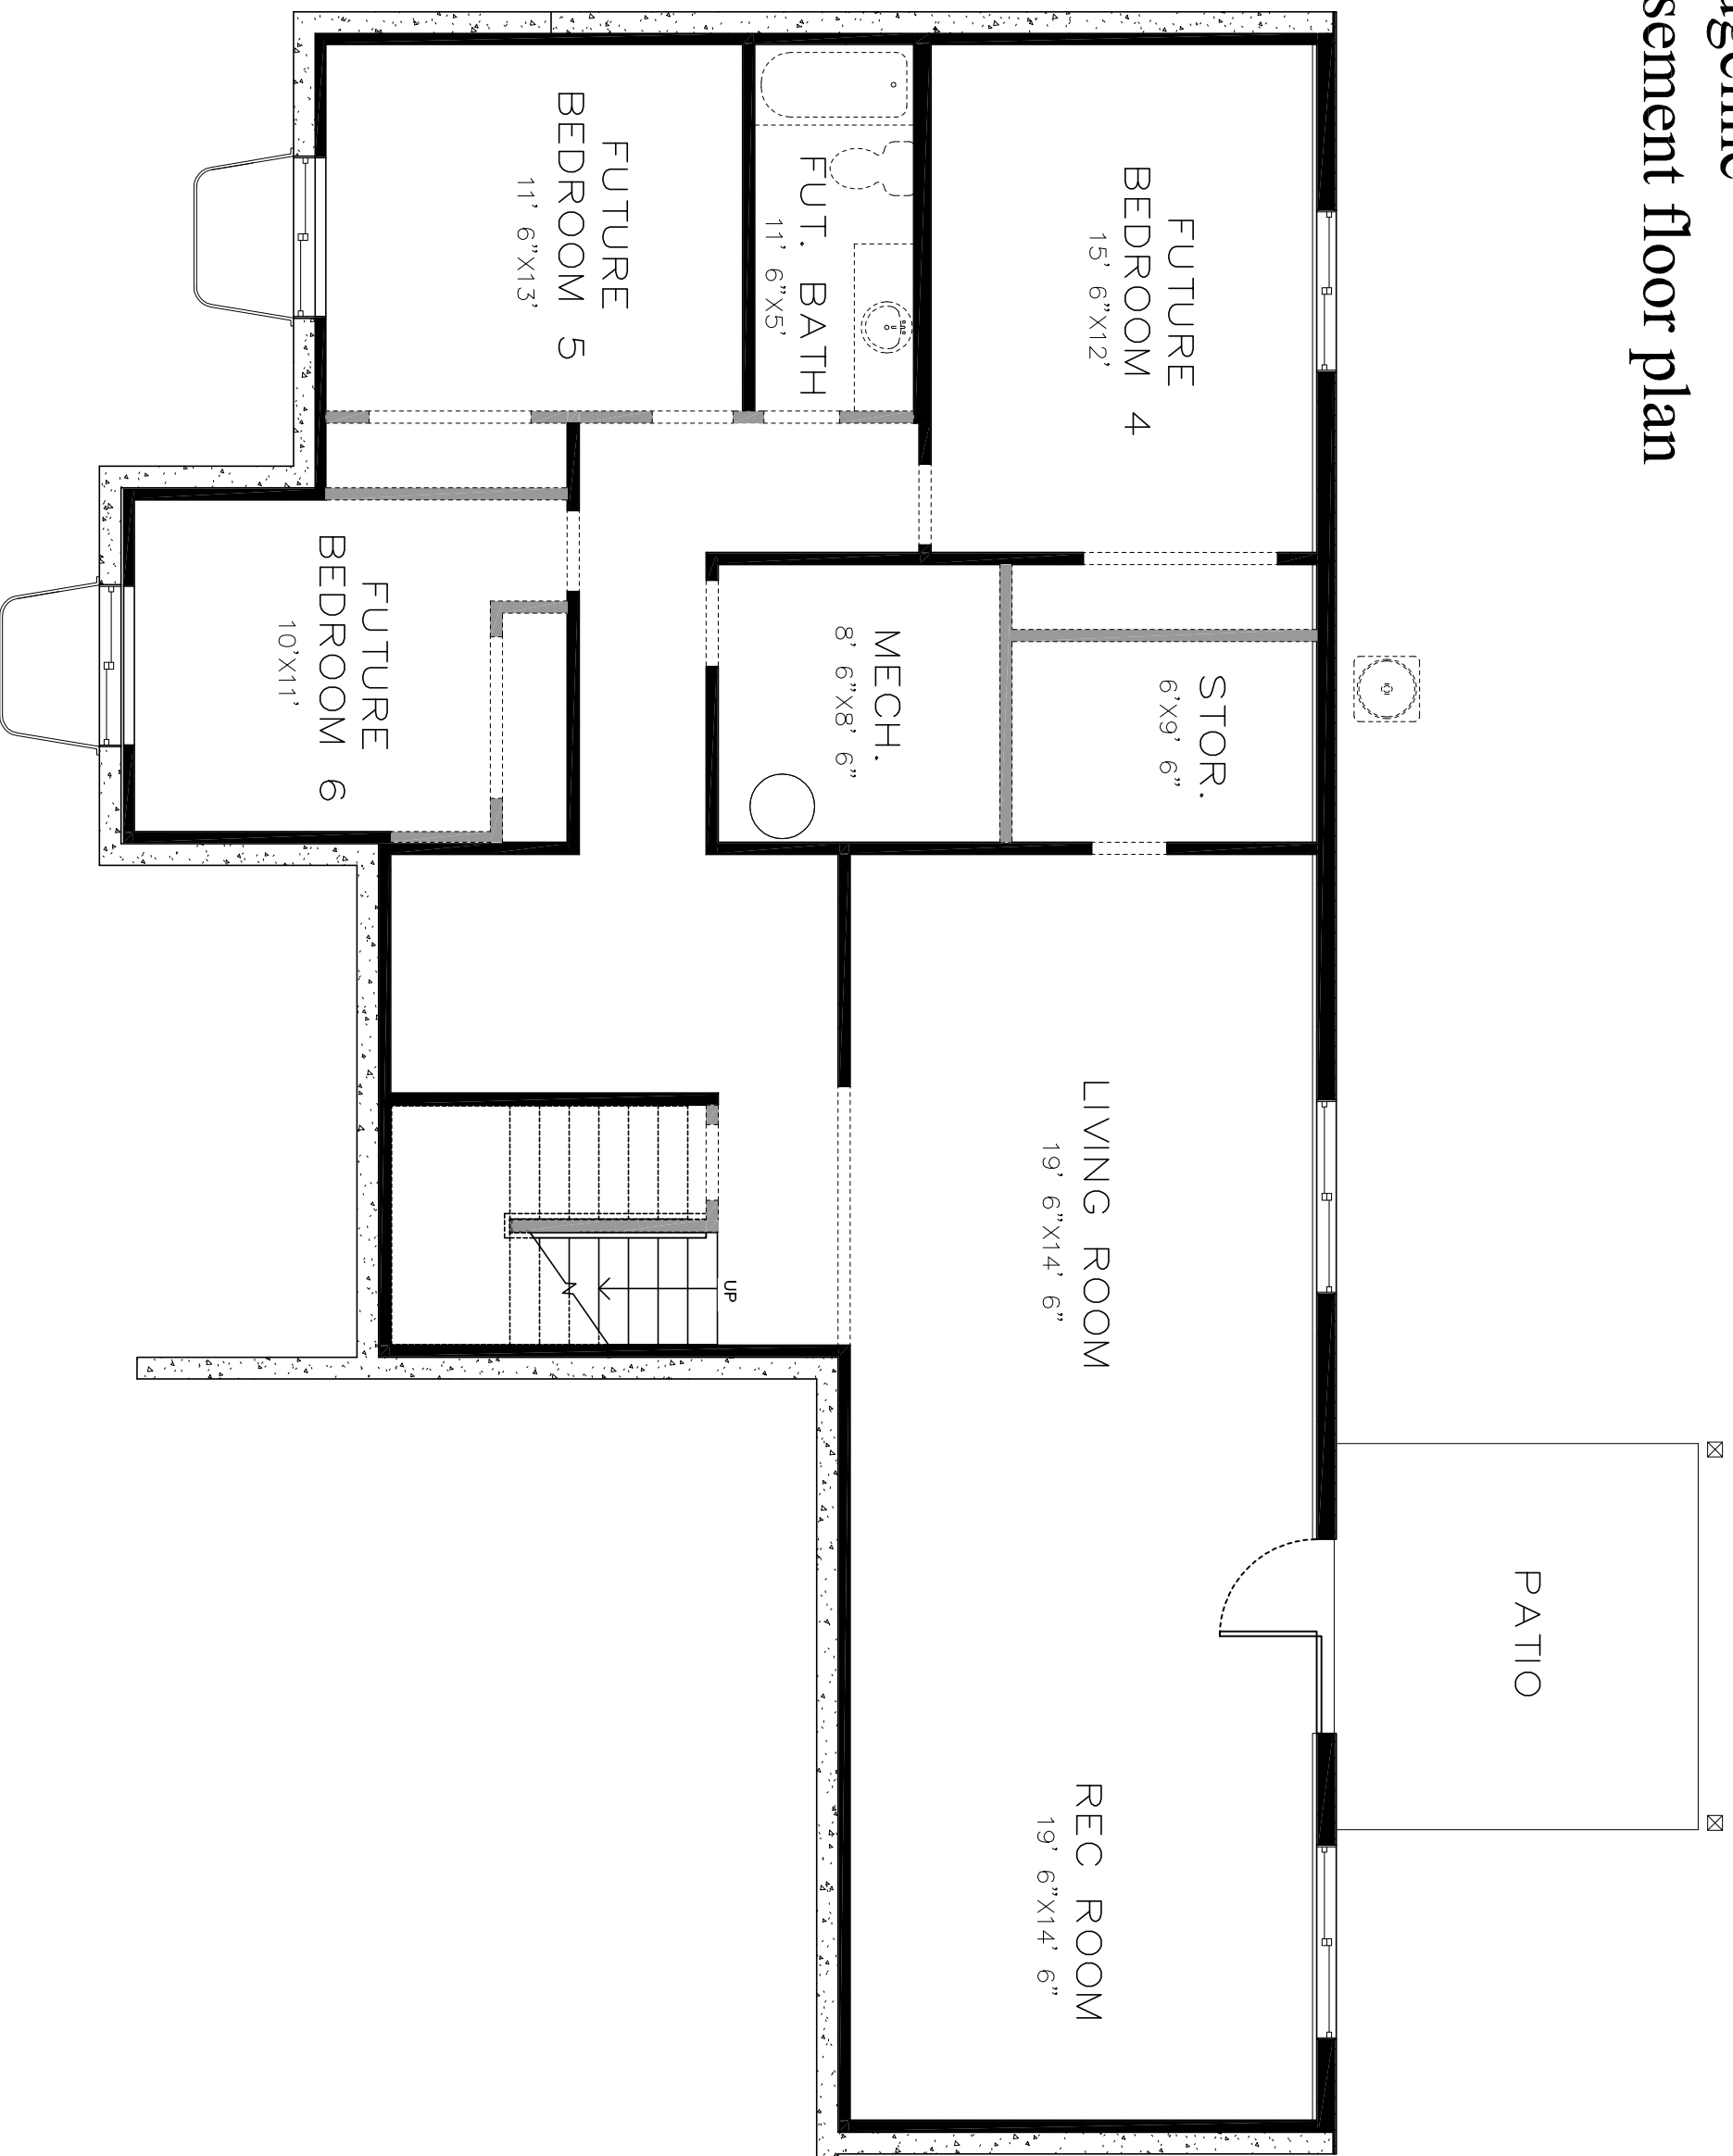 sement floor plan
PATIO
FUTURE
BEDROOM 4
15' 6"X12'
STOR.
6'X9' 6"
LIVING ROOM
19' 6"X14' 6"
REC ROOM
19' 6"X14' 6"
MECH.
8' 6"X8' 6"
FUT. BATH
11' 6"X5'
FUTURE
BEDROOM 5
11' 6"X13'
UP
FUTURE
BEDROOM 6
10'X11'